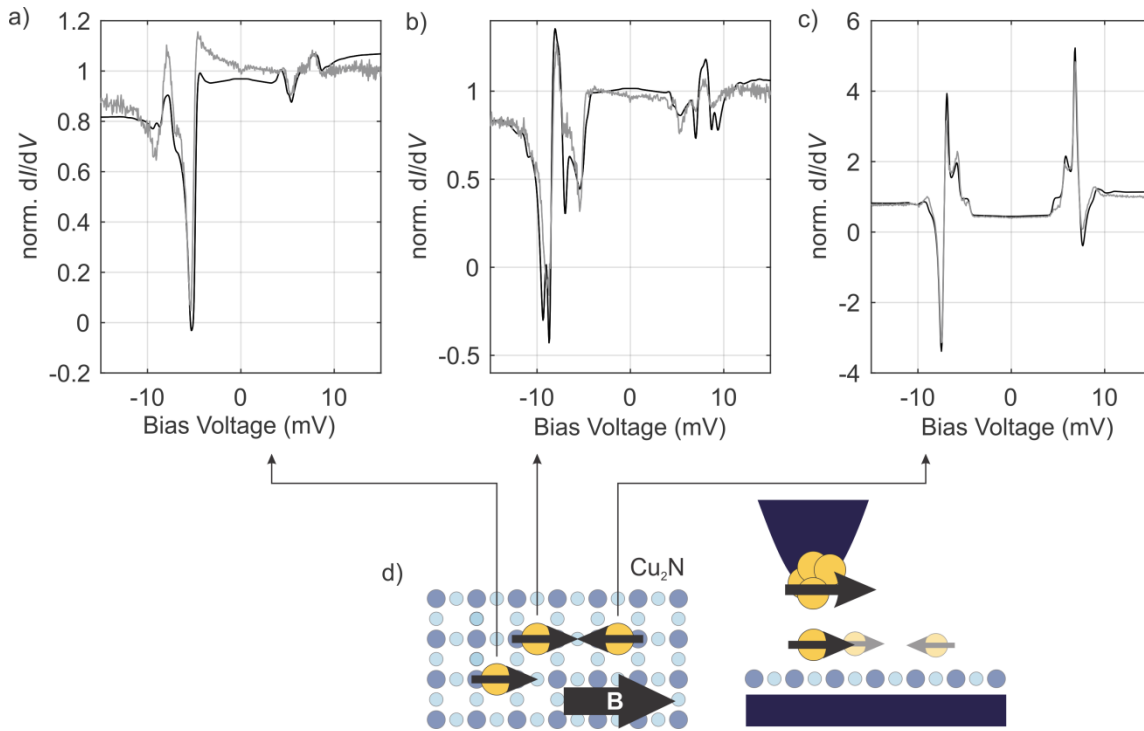 a)
1.2
1
0.8
0.6
0.4
0.2
0
-0.2
norm. dI/dV
-10 0 10
Bias Voltage (mV)
b)
1
0.5
0
-0.5
norm. dI/dV
-10 0 10
Bias Voltage (mV)
c)
6
4
2
0
-2
-4
norm. dI/dV
-10 0 10
Bias Voltage (mV)
d)
Cu₂N
B